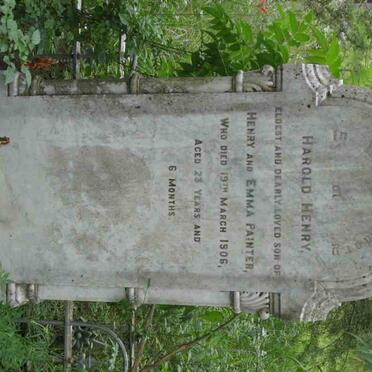 HAROLD HENRY,
ELDEST AND DEARLY LOVED SON OF
HENRY AND EMMA PAINTER,
WHO DIED 19TH MARCH 1906,
AGED 23 YEARS AND
6 MONTHS.